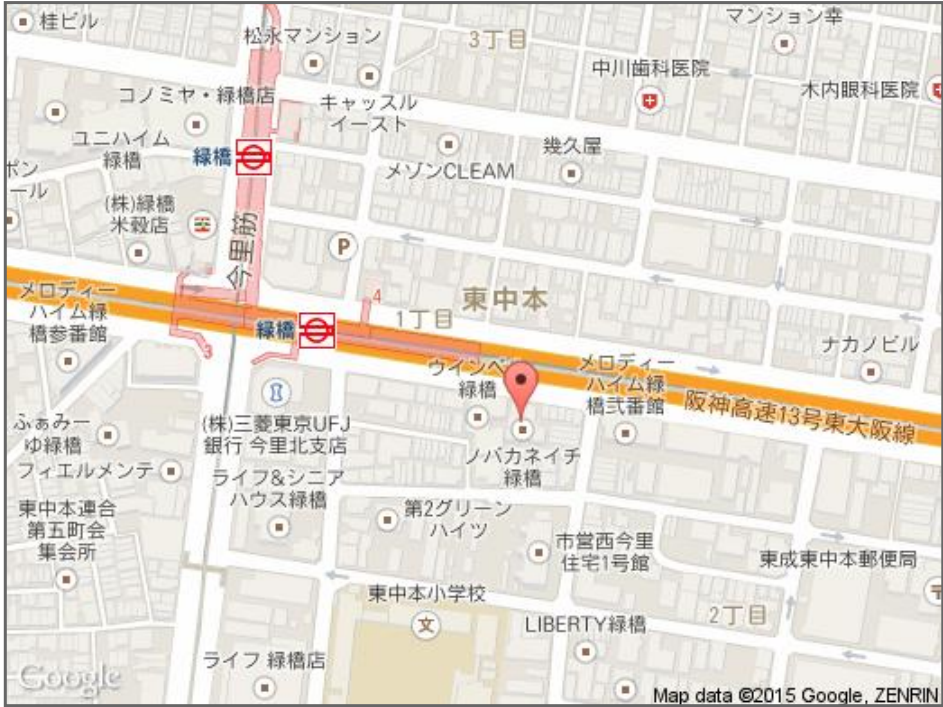 桂ビル
松永マンション
3丁目
マンション幸
中川歯科医院
木内眼科医院
コノミヤ・緑橋店
キャッスル
イースト
ユニハイム
緑橋
緑橋
メゾンCLEAM
幾久屋
ポン
ール
(株)緑橋
米穀店
今里筋
P
メロディー
ハイム緑
橋参番館
4
東中本
1丁目
緑橋
3
ウインベ
緑橋
メロディー
ハイム緑
橋弐番館
ナカノビル
阪神高速13号東大阪線
ふぁみー
ゆ緑橋
(株)三菱東京UFJ
銀行 今里北支店
ノバカネイチ
緑橋
フィエルメンテ
ライフ&シニア
ハウス緑橋
東中本連合
第五町会
集会所
第2グリーン
ハイツ
市営西今里
住宅1号館
東成東中本郵便局
東中本小学校
文
2丁目
LIBERTY緑橋
ライフ 緑橋店
Google
Map data ©2015 Google, ZENRIN